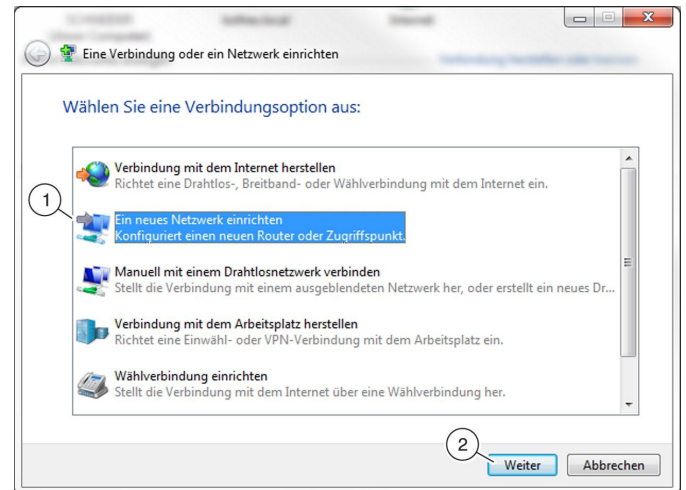 Eine Verbindung oder ein Netzwerk einrichten
Wählen Sie eine Verbindungsoption aus:
Verbindung mit dem Internet herstellen
Richtet eine Drahtlos-, Breitband- oder Wählverbindung mit dem Internet ein.
1
Ein neues Netzwerk einrichten
Konfiguriert einen neuen Router oder Zugriffspunkt.
Manuell mit einem Drahtlosnetzwerk verbinden
Stellt die Verbindung mit einem ausgeblendeten Netzwerk her, oder erstellt ein neues Dr...
Verbindung mit dem Arbeitsplatz herstellen
Richtet eine Einwähl- oder VPN-Verbindung mit dem Arbeitsplatz ein.
Wählverbindung einrichten
Stellt die Verbindung mit dem Internet über eine Wählverbindung her.
2
Weiter Abbrechen